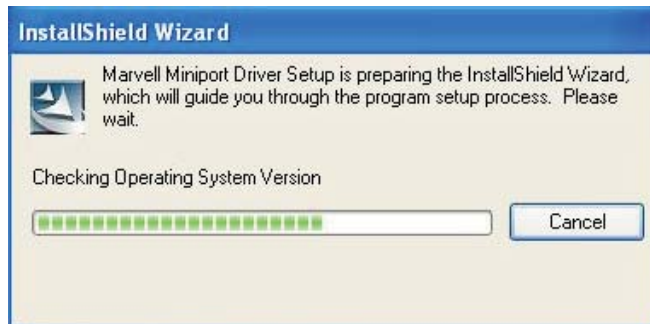 InstallShield Wizard
Marvell Miniport Driver Setup is preparing the InstallShield Wizard,
which will guide you through the program setup process. Please
wait.
Checking Operating System Version
Cancel